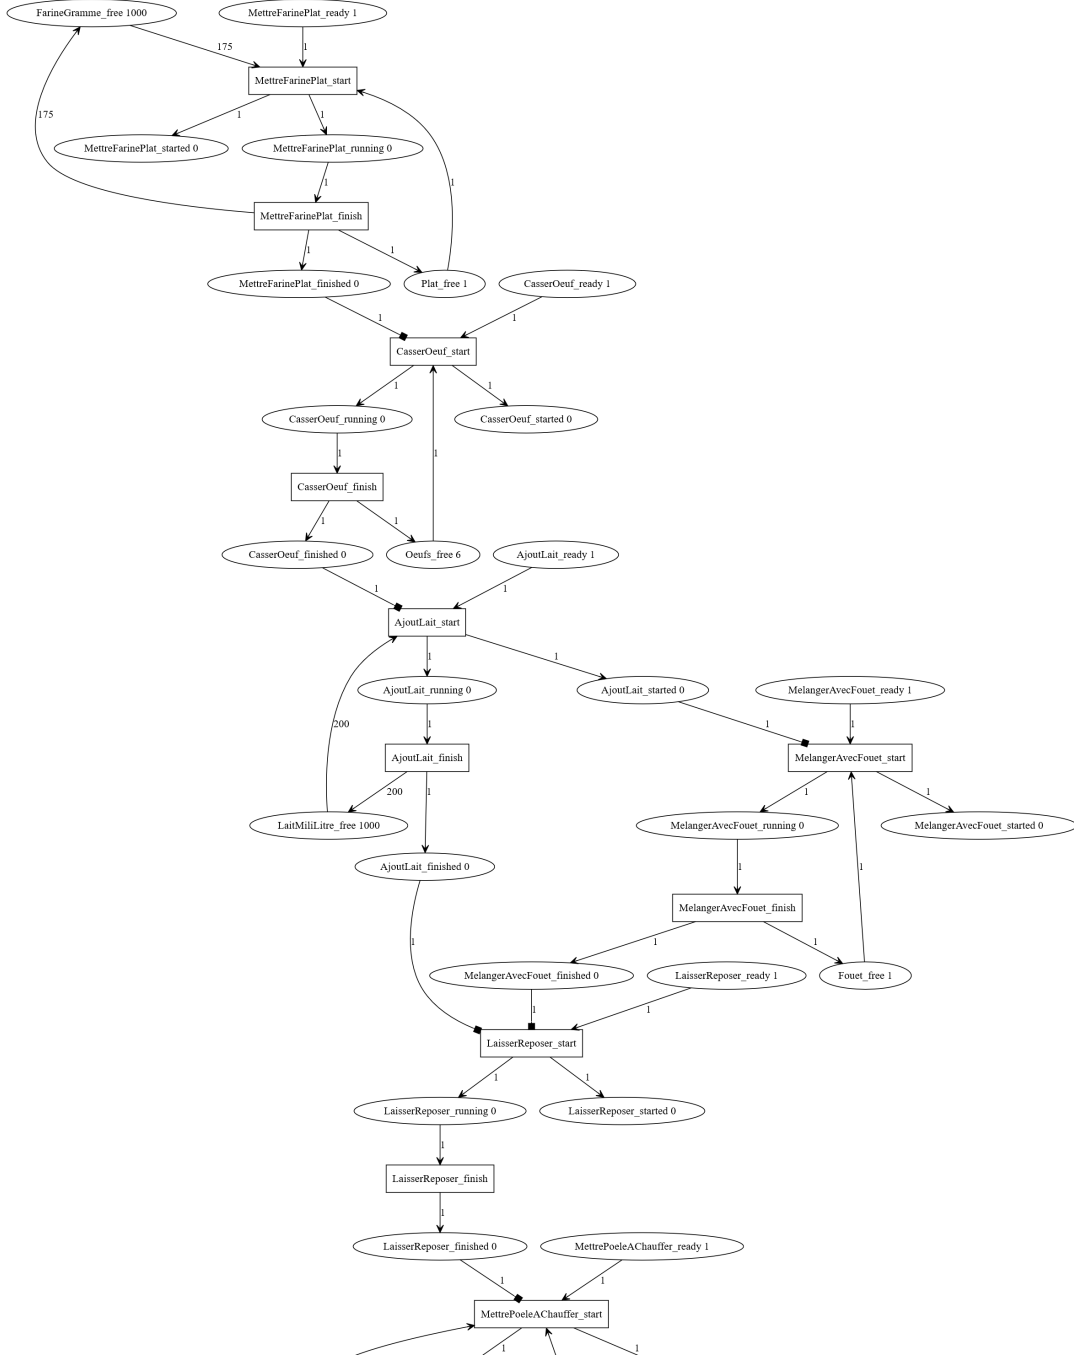 FarineGramme_free 1000
MettreFarinePlat_ready 1
175
1
MettreFarinePlat_start
175
1
1
MettreFarinePlat_started 0
MettreFarinePlat_running 0
1
1
MettreFarinePlat_finish
1
1
MettreFarinePlat_finished 0
Plat_free 1
CasserOeuf_ready 1
1
1
CasserOeuf_start
1
1
CasserOeuf_running 0
CasserOeuf_started 0
1
1
CasserOeuf_finish
1
1
CasserOeuf_finished 0
Oeufs_free 6
AjoutLait_ready 1
1
1
AjoutLait_start
1
1
AjoutLait_running 0
AjoutLait_started 0
MelangerAvecFouet_ready 1
200
1
1
1
AjoutLait_finish
MelangerAvecFouet_start
200
1
1
1
LaitMiliLitre_free 1000
MelangerAvecFouet_running 0
MelangerAvecFouet_started 0
AjoutLait_finished 0
1
1
MelangerAvecFouet_finish
1
1
1
MelangerAvecFouet_finished 0
LaisserReposer_ready 1
Fouet_free 1
1
1
LaisserReposer_start
1
1
LaisserReposer_running 0
LaisserReposer_started 0
1
LaisserReposer_finish
1
LaisserReposer_finished 0
MettrePoeleAChauffer_ready 1
1
1
MettrePoeleAChauffer_start
1
1